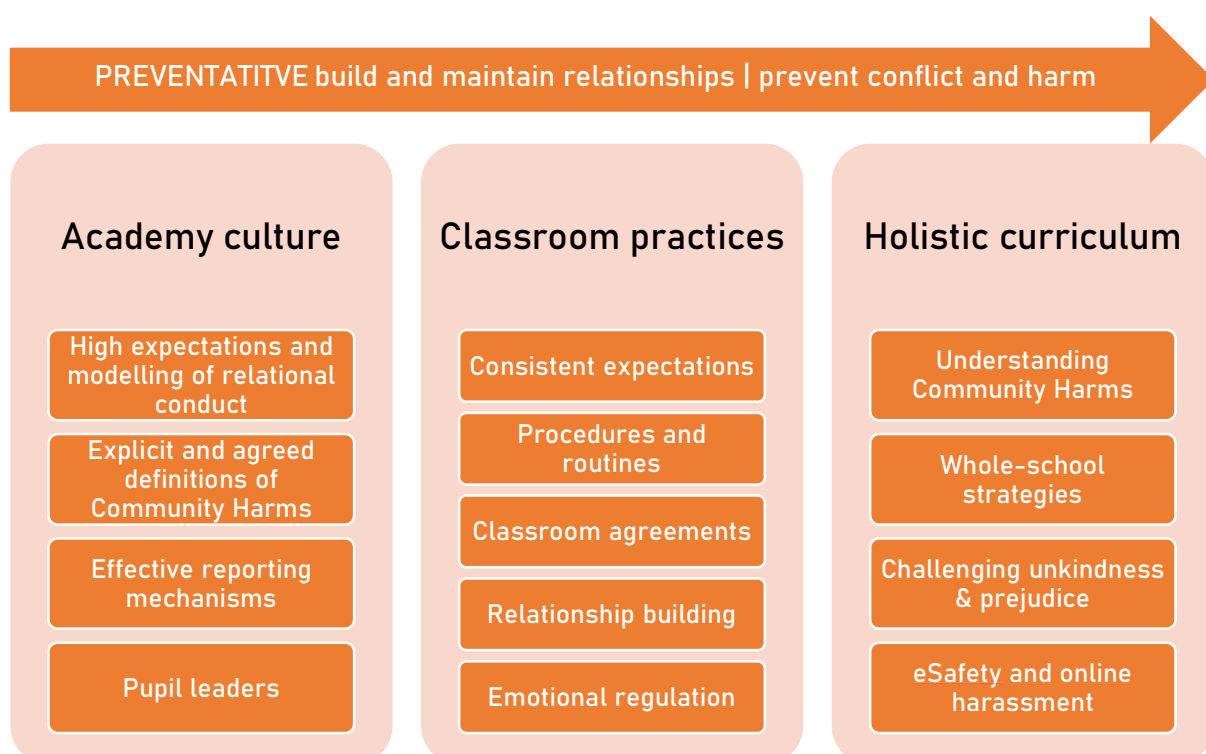 PREVENTATITVE build and maintain relationships | prevent conflict and harm
Academy culture
High expectations and
modelling of relational
conduct
Explicit and agreed
definitions of
Community Harms
Effective reporting
mechanisms
Pupil leaders
Classroom practices
Consistent expectations
Procedures and
routines
Classroom agreements
Relationship building
Emotional regulation
Holistic curriculum
Understanding
Community Harms
Whole-school
strategies
Challenging unkindness
& prejudice
eSafety and online
harassment